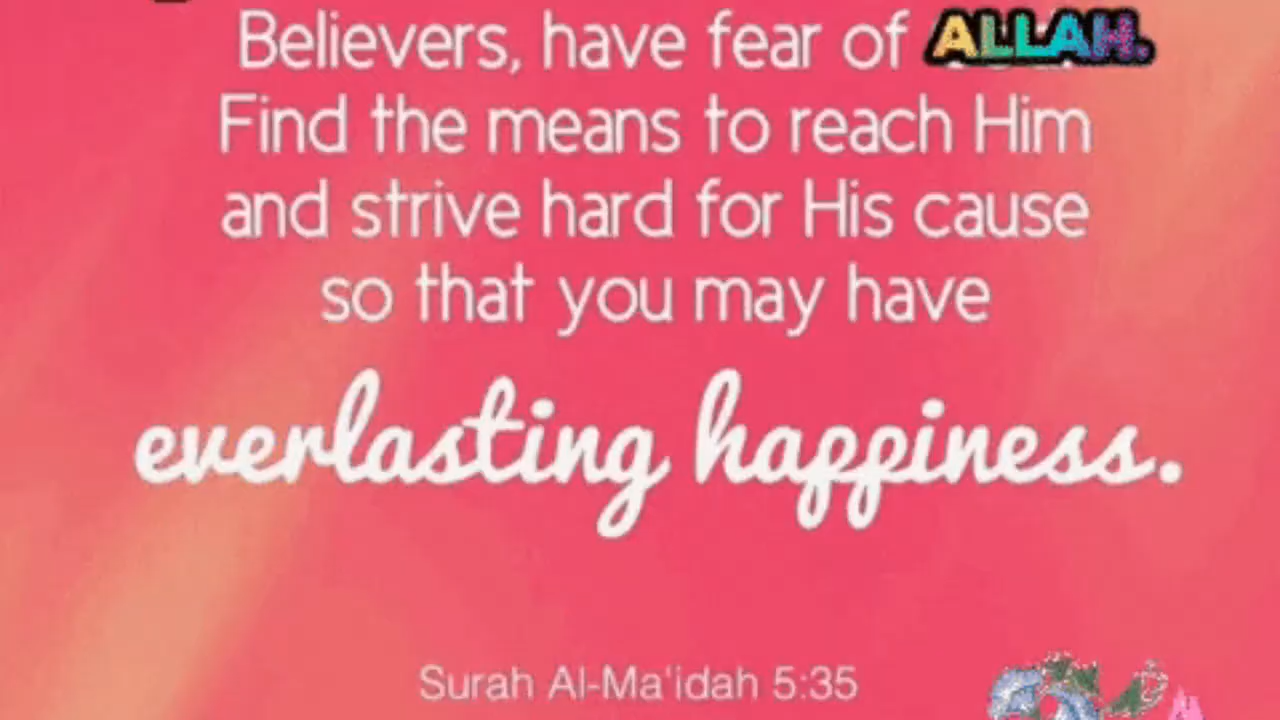 Believers, have fear of ALLAH.
Find the means to reach Him
and strive hard for His cause
so that you may have
everlasting happiness.
Surah Al-Ma'idah 5:35